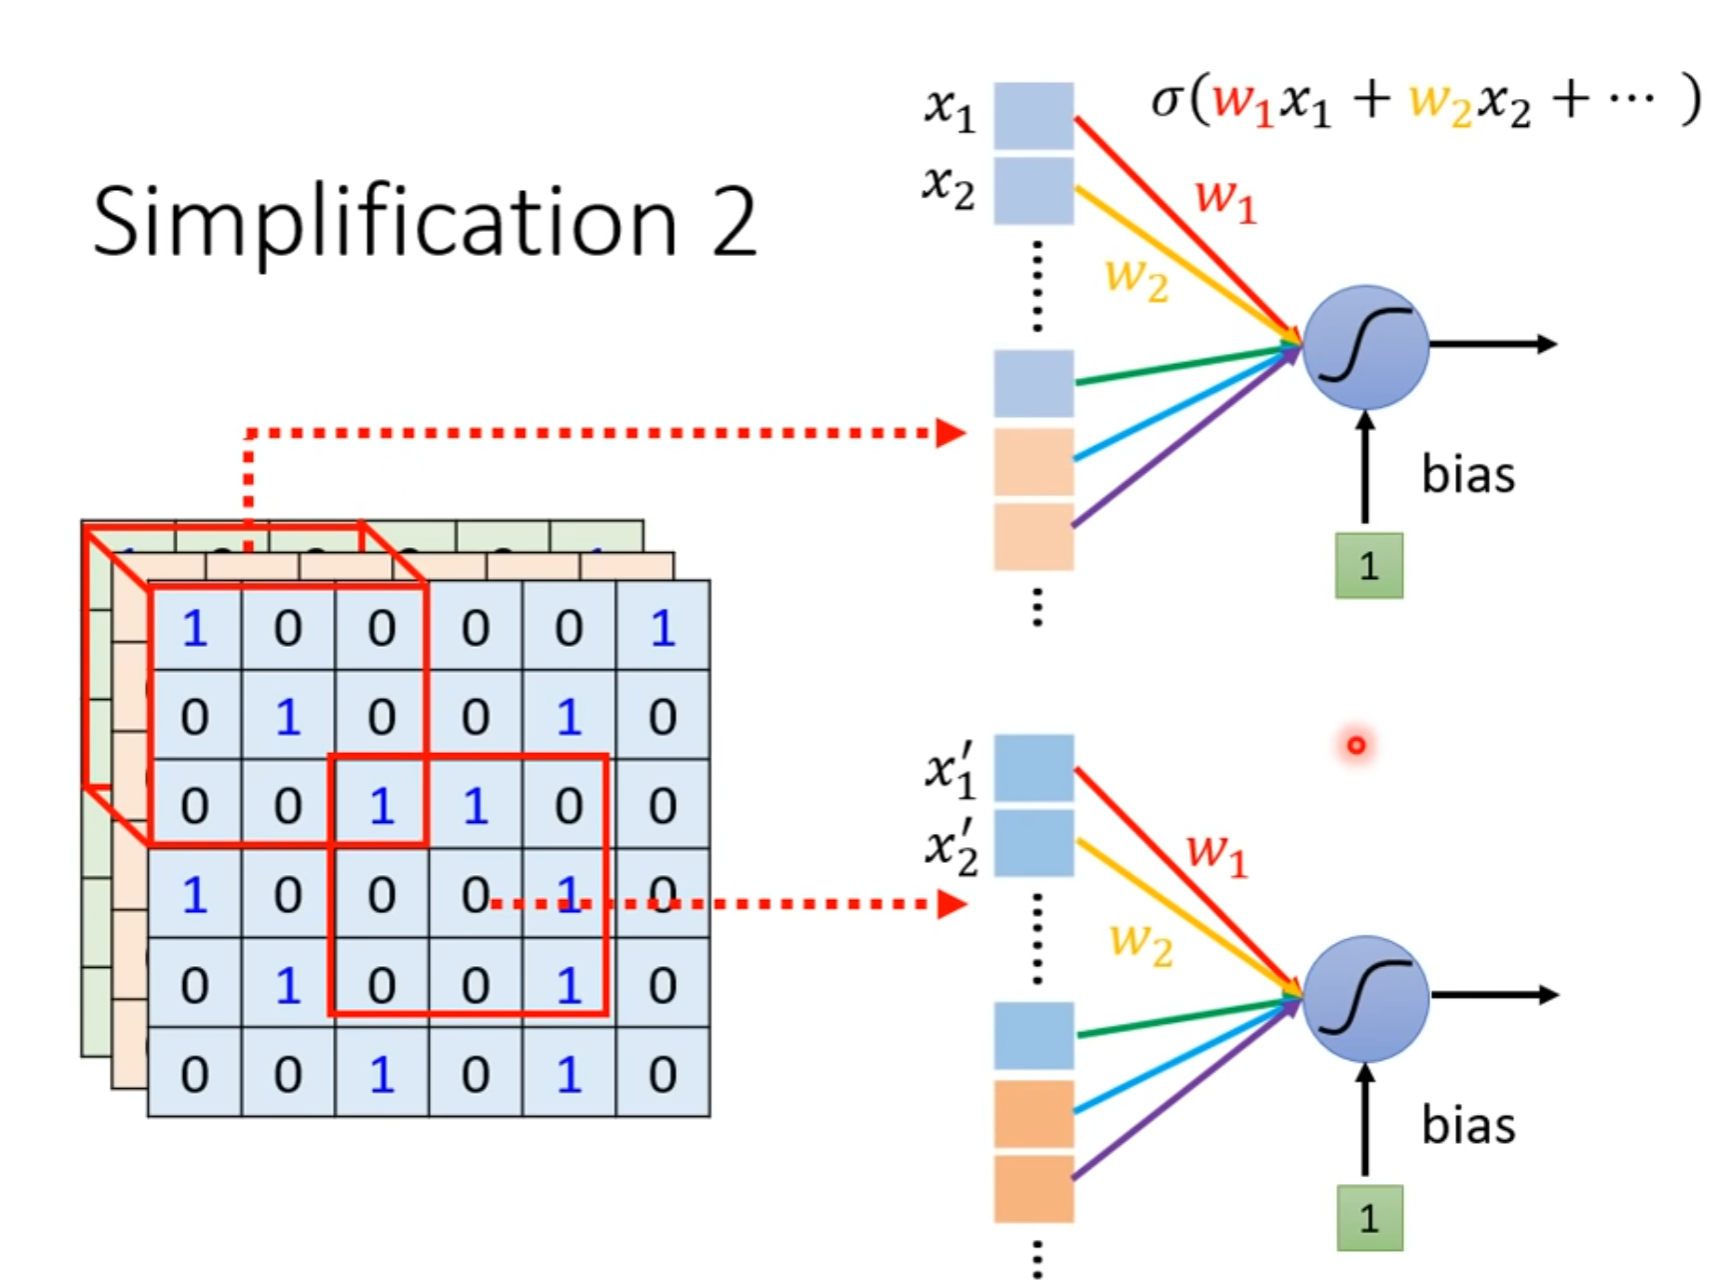 Simplification 2
x₁
x₂
σ(w₁x₁ + w₂x₂ + ⋯ )
w₁
w₂
bias
1
1 0 0 0 0 1
0 1 0 0 1 0
0 0 1 1 0 0
1 0 0 0 1 0
0 1 0 0 1 0
0 0 1 0 1 0
x₁′
x₂′
w₁
w₂
bias
1